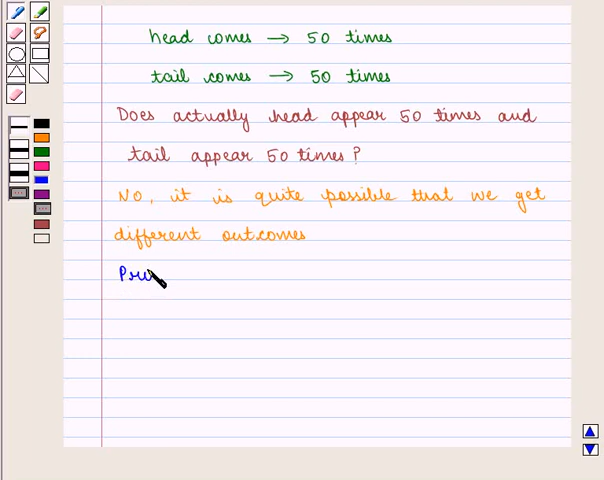 head comes → 50 times
tail comes → 50 times
Does actually head appear 50 times and
tail appear 50 times?
No, it is quite possible that we get
different outcomes